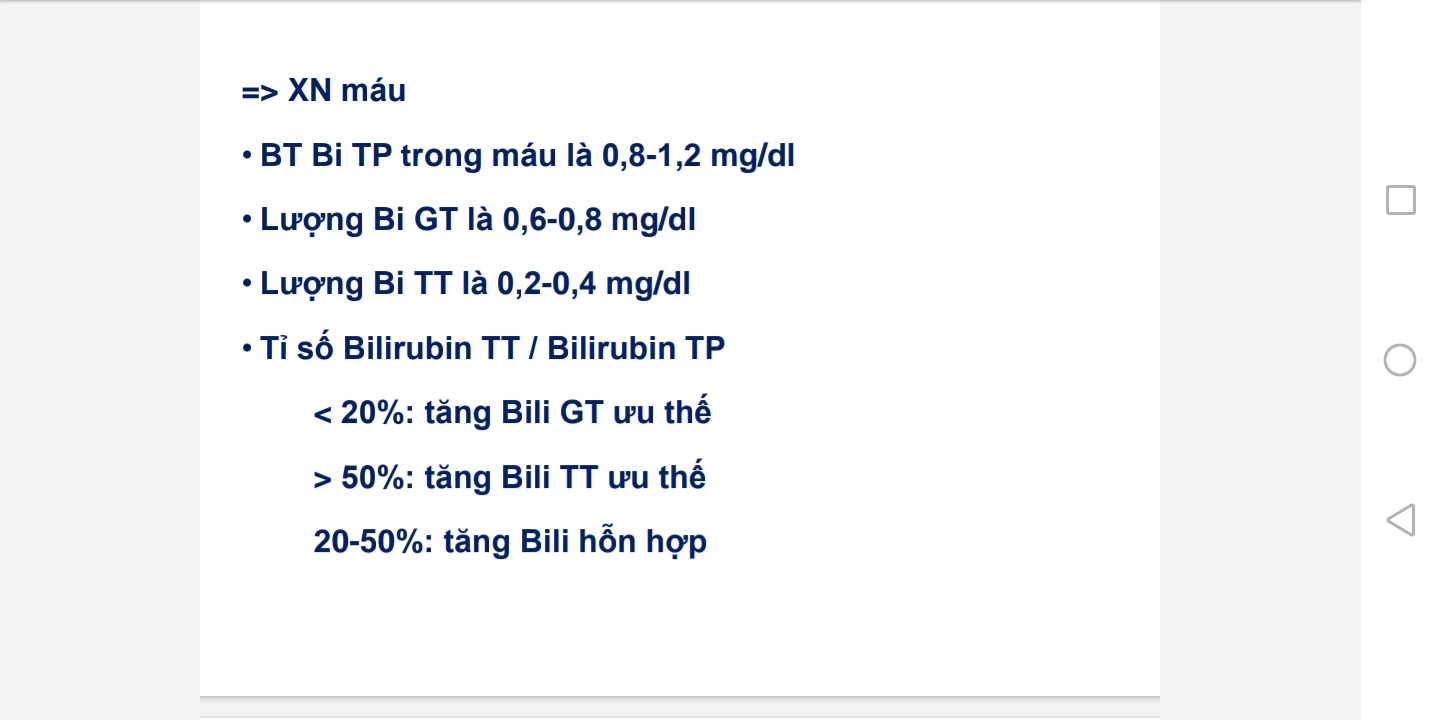 => XN máu
• BT Bi TP trong máu là 0,8-1,2 mg/dl
• Lượng Bi GT là 0,6-0,8 mg/dl
• Lượng Bi TT là 0,2-0,4 mg/dl
• Tỉ số Bilirubin TT / Bilirubin TP
< 20%: tăng Bili GT ưu thế
> 50%: tăng Bili TT ưu thế
20-50%: tăng Bili hỗn hợp